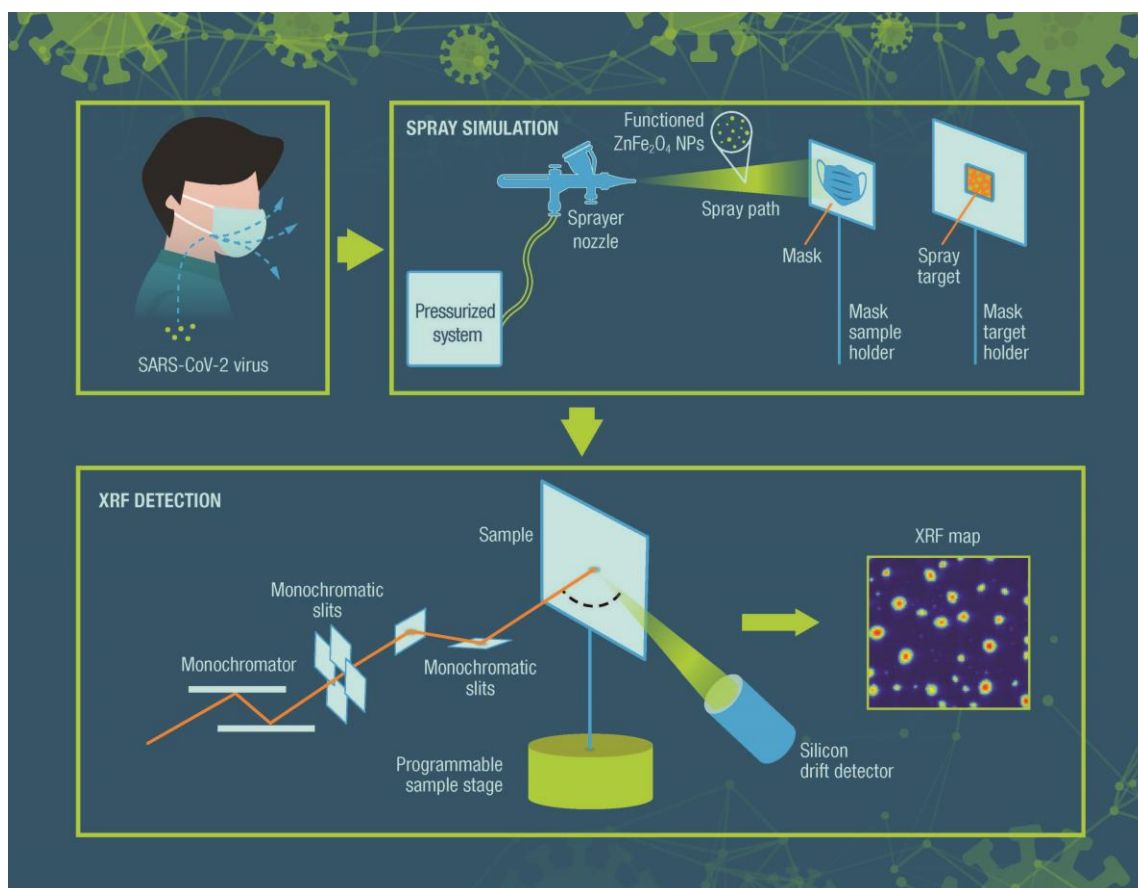 SARS-CoV-2 virus
SPRAY SIMULATION
Functioned
ZnFe₂O₄ NPs
Sprayer
nozzle
Spray path
Mask
Spray
target
Pressurized
system
Mask
sample
holder
Mask
target
holder
XRF DETECTION
Sample
Monochromatic
slits
Monochromator
Monochromatic
slits
Programmable
sample stage
Silicon
drift detector
XRF map